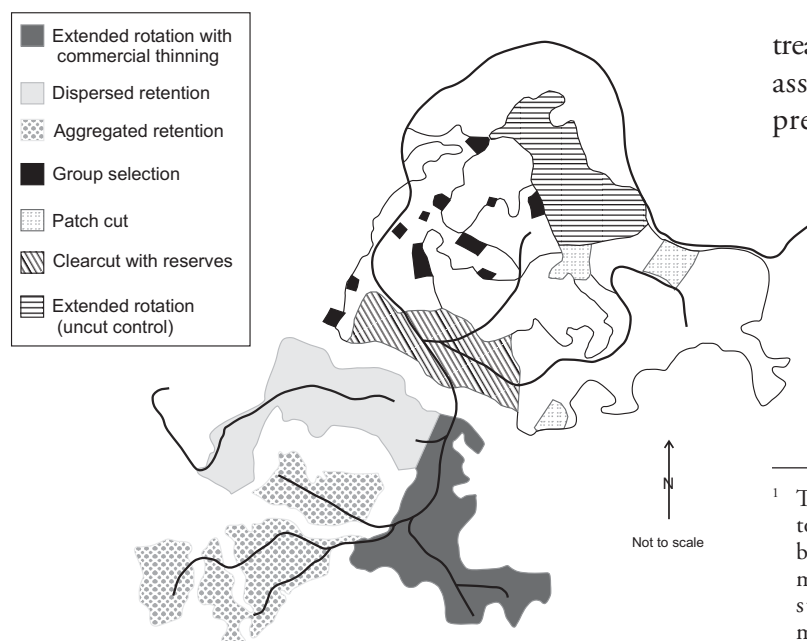 Extended rotation with
commercial thinning
Dispersed retention
Aggregated retention
Group selection
Patch cut
Clearcut with reserves
Extended rotation
(uncut control)
N
Not to scale
trea
ass
pre
1 T
te
b
m
s
m